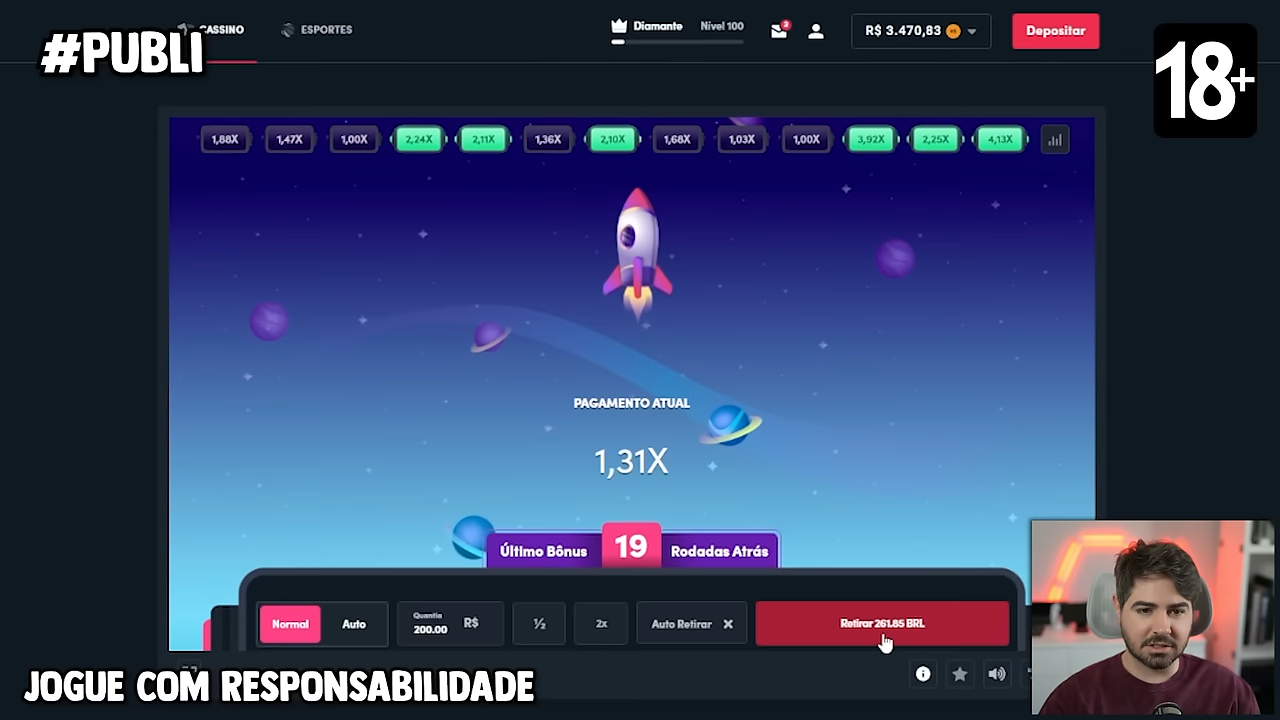 CASSINO
ESPORTES
Diamante
Nível 100
3
R$ 3.470,83
R$
Depositar
#PUBLI
18+
1,88X
1,47X
1,00X
2,24X
2,11X
1,36X
2,10X
1,68X
1,03X
1,00X
3,92X
2,25X
4,13X
PAGAMENTO ATUAL
1,31X
Último Bônus
19
Rodadas Atrás
Normal
Auto
Quantia
200.00
R$
½
2x
Auto Retirar
Retirar 261.85 BRL
JOGUE COM RESPONSABILIDADE